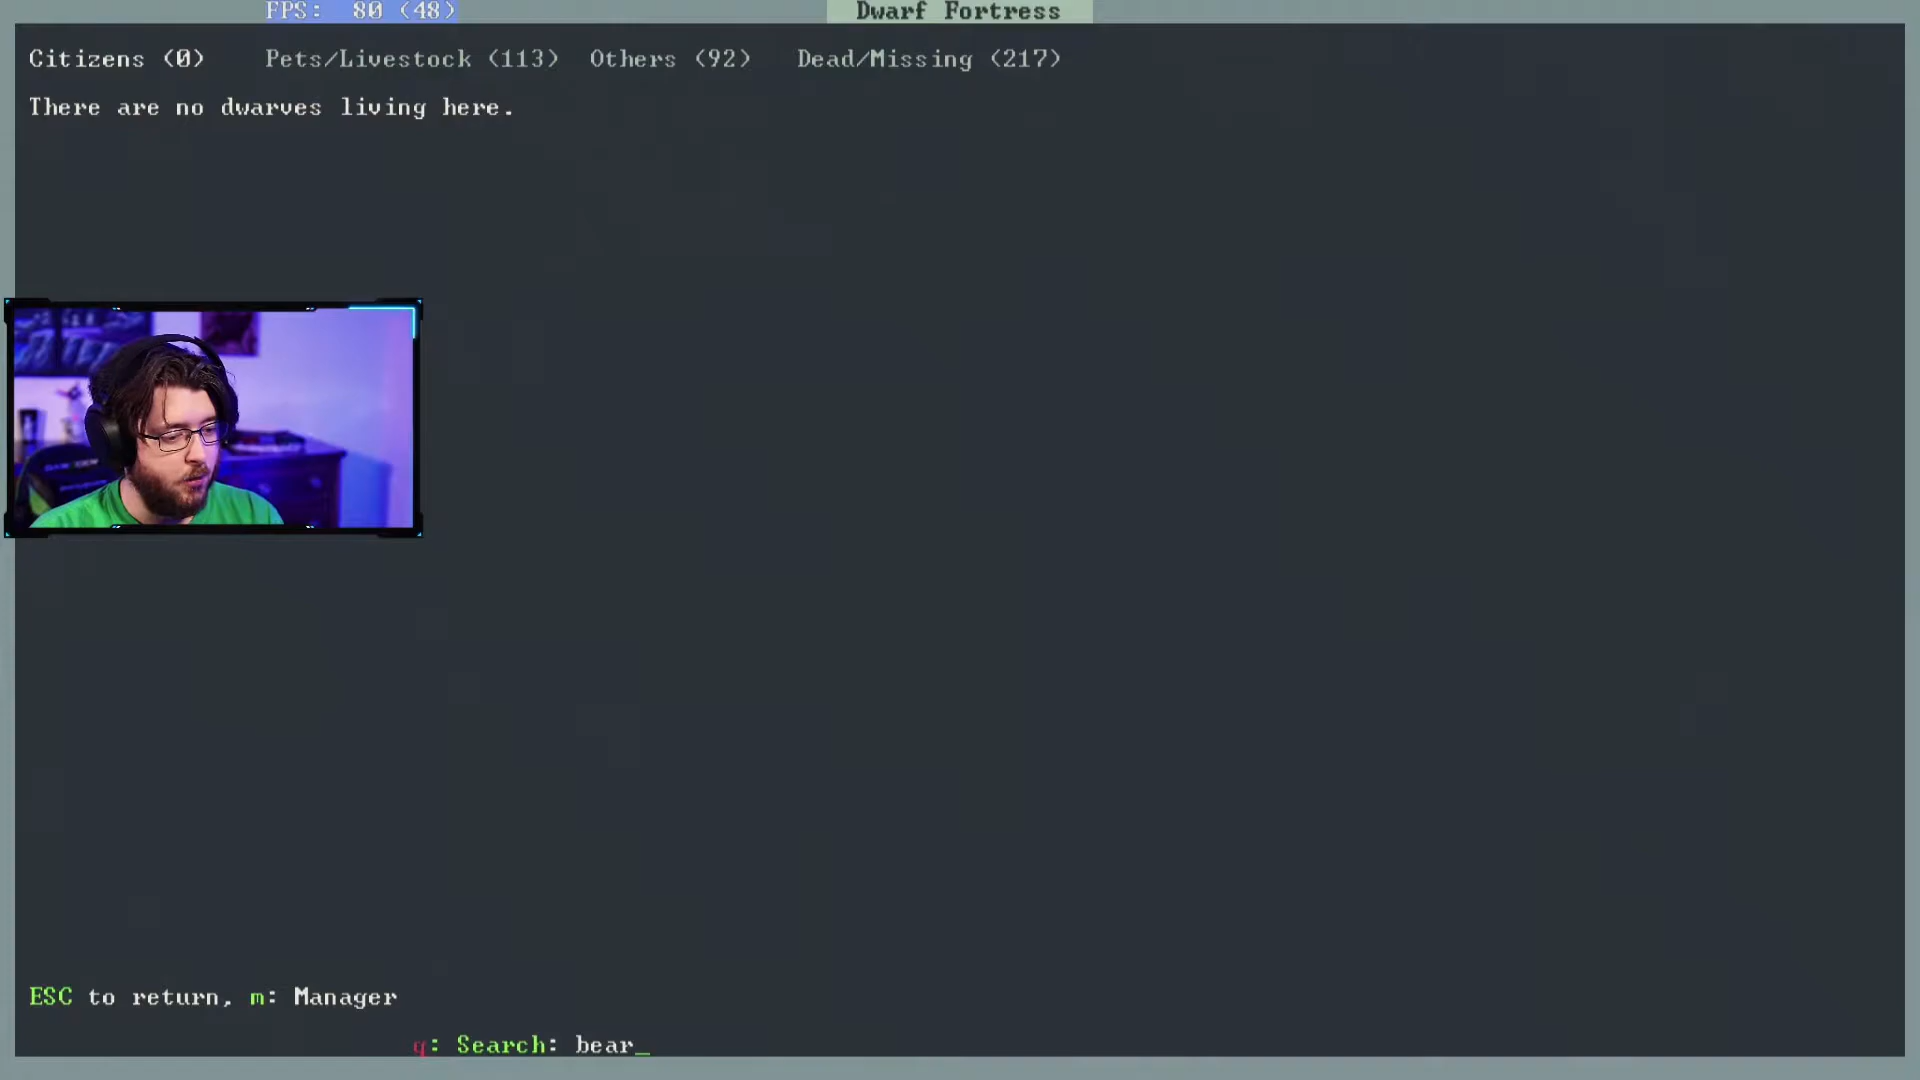 FPS: 80 (48)
Dwarf Fortress
Citizens (0) Pets/Livestock (113) Others (92) Dead/Missing (217)
There are no dwarves living here.
ESC to return, m: Manager
q: Search: bear_